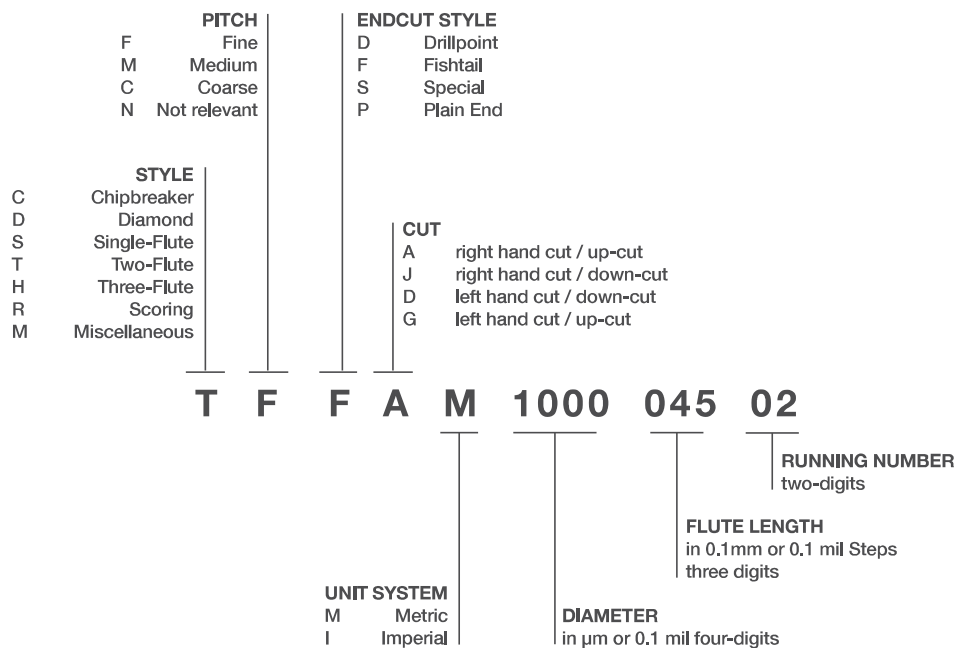 PITCH
F Fine
M Medium
C Coarse
N Not relevant
ENDCUT STYLE
D Drillpoint
F Fishtail
S Special
P Plain End
STYLE
C Chipbreaker
D Diamond
S Single-Flute
T Two-Flute
H Three-Flute
R Scoring
M Miscellaneous
CUT
A right hand cut / up-cut
J right hand cut / down-cut
D left hand cut / down-cut
G left hand cut / up-cut
T F F A M 1000 045 02
RUNNING NUMBER
two-digits
FLUTE LENGTH
in 0.1mm or 0.1 mil Steps
three digits
UNIT SYSTEM
M Metric
I Imperial
DIAMETER
in µm or 0.1 mil four-digits